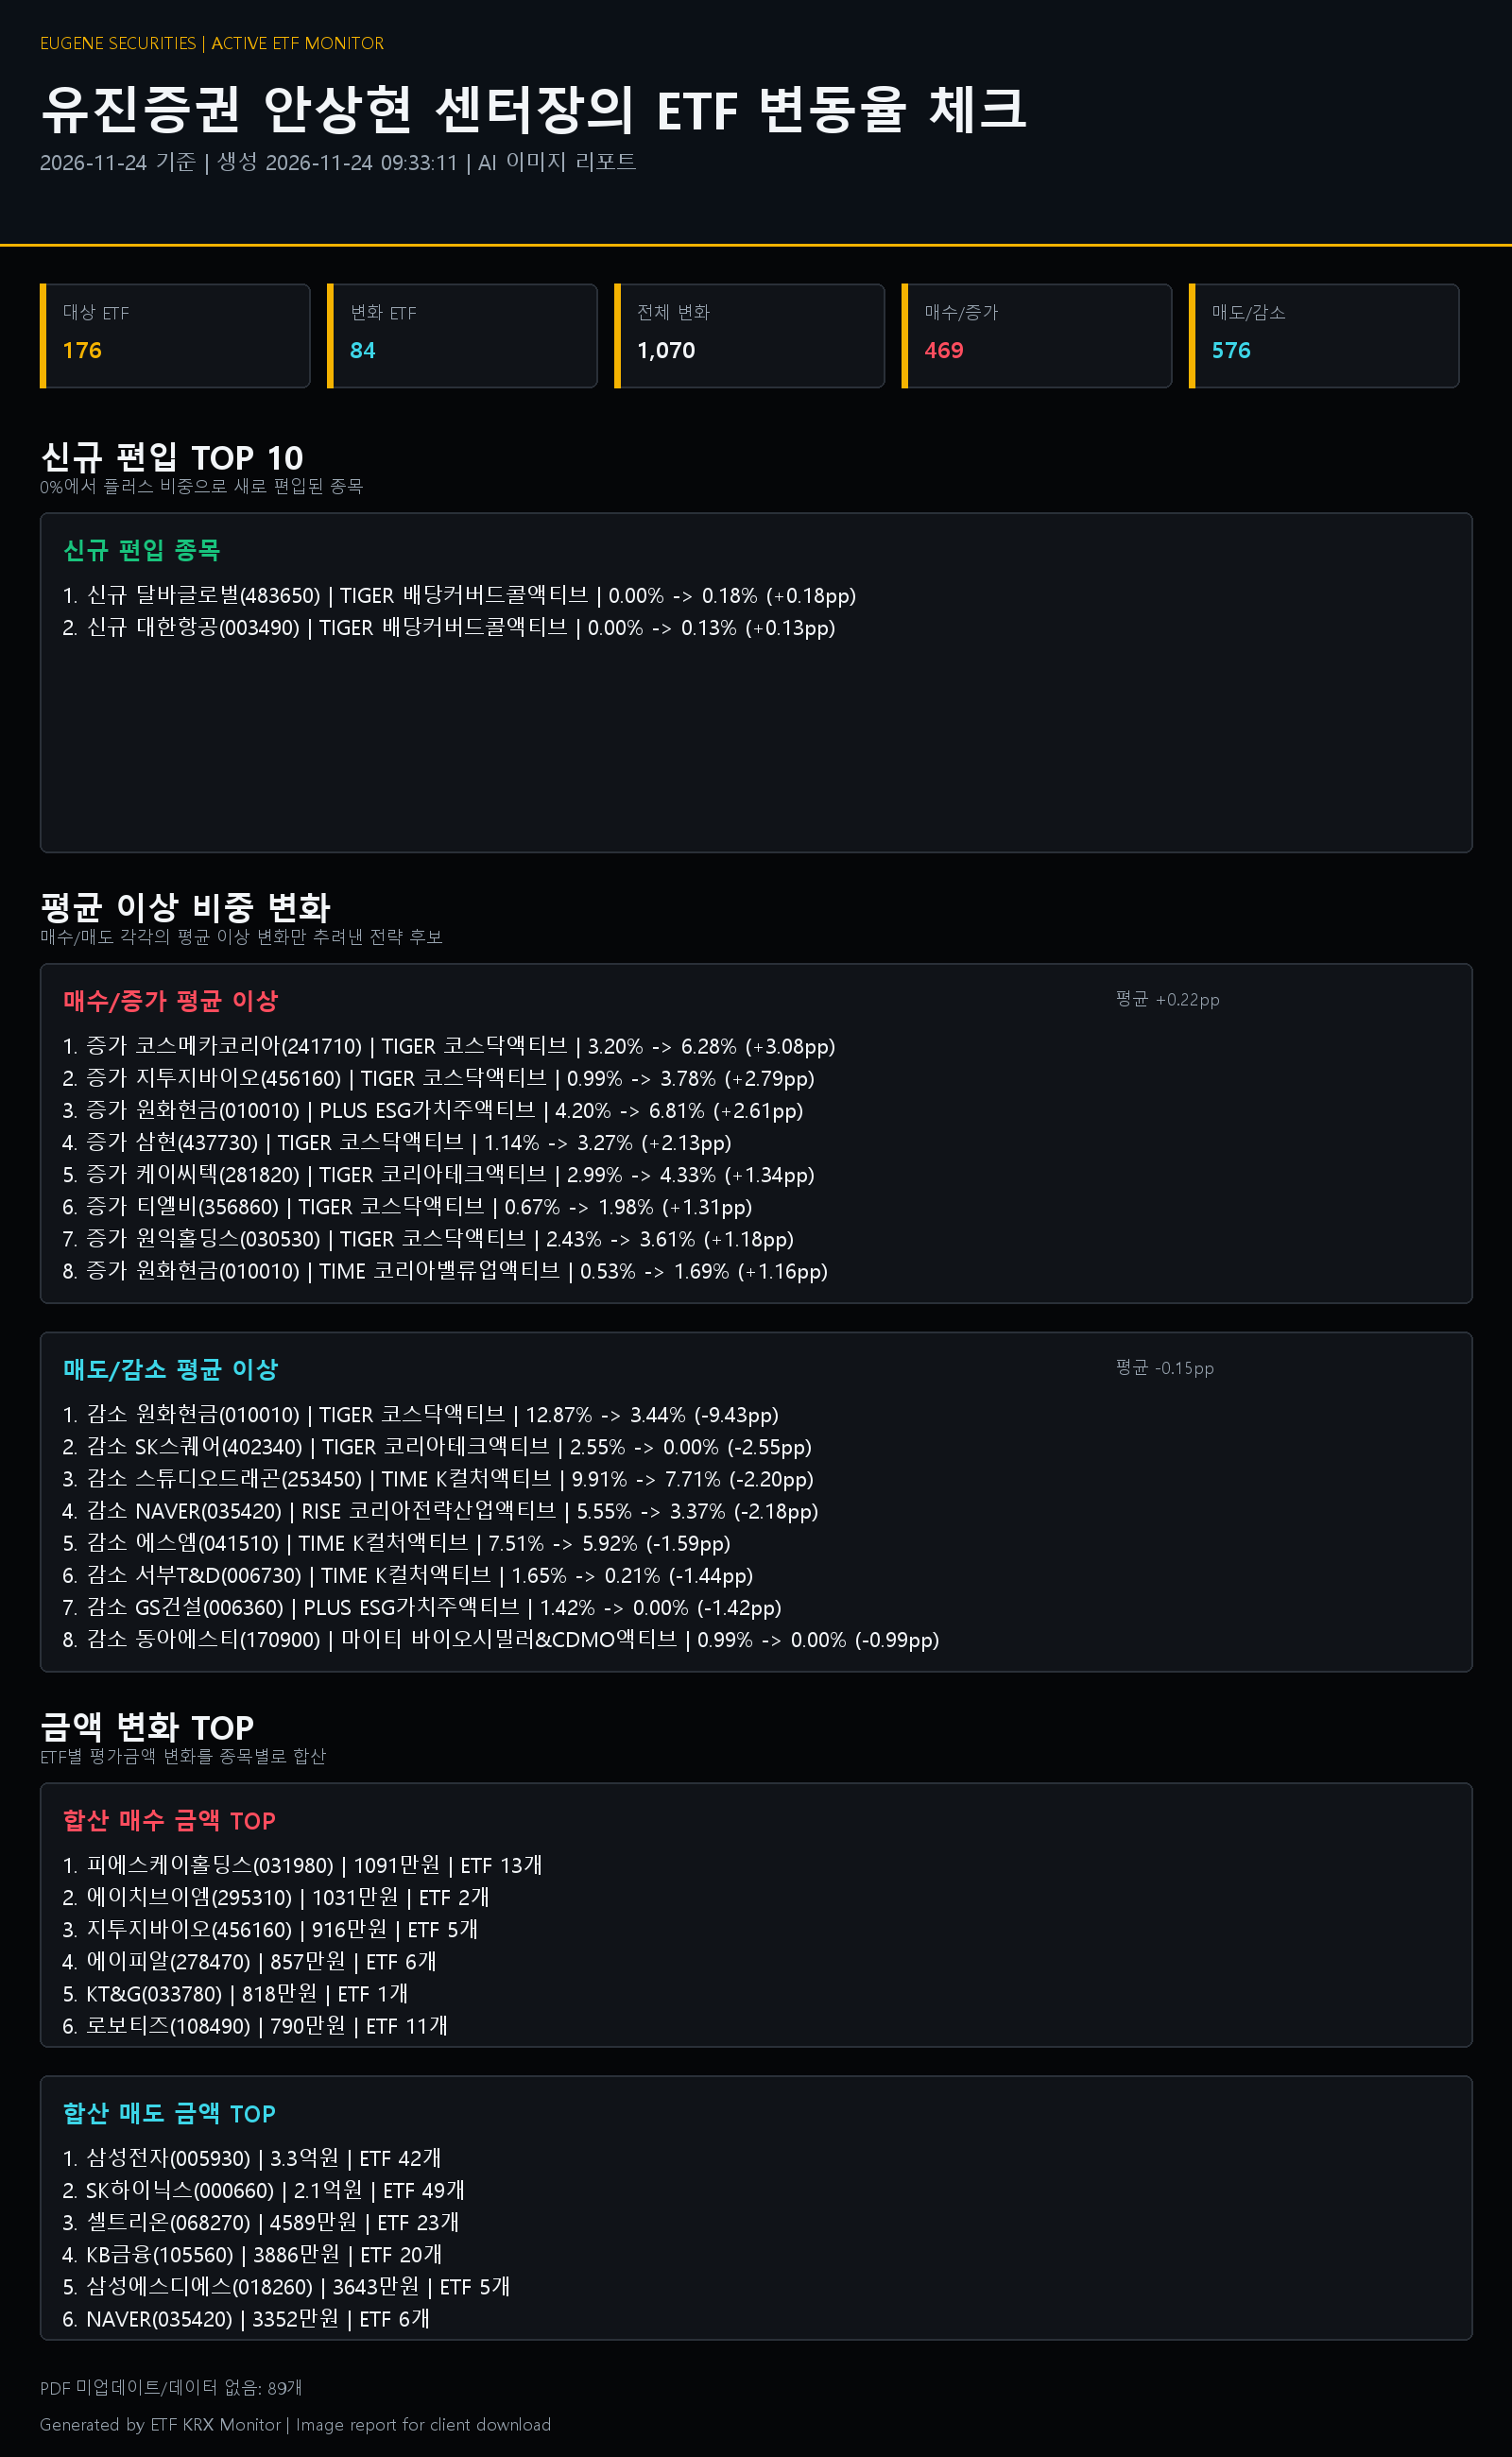 EUGENE SECURITIES | ACTIVE ETF MONITOR
유진증권 안상현 센터장의 ETF 변동율 체크
2026-11-24 기준 | 생성 2026-11-24 09:33:11 | AI 이미지 리포트
대상 ETF
176
변화 ETF
84
전체 변화
1,070
매수/증가
469
매도/감소
576
신규 편입 TOP 10
0%에서 플러스 비중으로 새로 편입된 종목
신규 편입 종목
1. 신규 달바글로벌(483650) | TIGER 배당커버드콜액티브 | 0.00% -> 0.18% (+0.18pp)
2. 신규 대한항공(003490) | TIGER 배당커버드콜액티브 | 0.00% -> 0.13% (+0.13pp)
평균 이상 비중 변화
매수/매도 각각의 평균 이상 변화만 추려낸 전략 후보
매수/증가 평균 이상
평균 +0.22pp
1. 증가 코스메카코리아(241710) | TIGER 코스닥액티브 | 3.20% -> 6.28% (+3.08pp)
2. 증가 지투지바이오(456160) | TIGER 코스닥액티브 | 0.99% -> 3.78% (+2.79pp)
3. 증가 원화현금(010010) | PLUS ESG가치주액티브 | 4.20% -> 6.81% (+2.61pp)
4. 증가 삼현(437730) | TIGER 코스닥액티브 | 1.14% -> 3.27% (+2.13pp)
5. 증가 케이씨텍(281820) | TIGER 코리아테크액티브 | 2.99% -> 4.33% (+1.34pp)
6. 증가 티엘비(356860) | TIGER 코스닥액티브 | 0.67% -> 1.98% (+1.31pp)
7. 증가 원익홀딩스(030530) | TIGER 코스닥액티브 | 2.43% -> 3.61% (+1.18pp)
8. 증가 원화현금(010010) | TIME 코리아밸류업액티브 | 0.53% -> 1.69% (+1.16pp)
매도/감소 평균 이상
평균 -0.15pp
1. 감소 원화현금(010010) | TIGER 코스닥액티브 | 12.87% -> 3.44% (-9.43pp)
2. 감소 SK스퀘어(402340) | TIGER 코리아테크액티브 | 2.55% -> 0.00% (-2.55pp)
3. 감소 스튜디오드래곤(253450) | TIME K컬처액티브 | 9.91% -> 7.71% (-2.20pp)
4. 감소 NAVER(035420) | RISE 코리아전략산업액티브 | 5.55% -> 3.37% (-2.18pp)
5. 감소 에스엠(041510) | TIME K컬처액티브 | 7.51% -> 5.92% (-1.59pp)
6. 감소 서부T&D(006730) | TIME K컬처액티브 | 1.65% -> 0.21% (-1.44pp)
7. 감소 GS건설(006360) | PLUS ESG가치주액티브 | 1.42% -> 0.00% (-1.42pp)
8. 감소 동아에스티(170900) | 마이티 바이오시밀러&CDMO액티브 | 0.99% -> 0.00% (-0.99pp)
금액 변화 TOP
ETF별 평가금액 변화를 종목별로 합산
합산 매수 금액 TOP
1. 피에스케이홀딩스(031980) | 1091만원 | ETF 13개
2. 에이치브이엠(295310) | 1031만원 | ETF 2개
3. 지투지바이오(456160) | 916만원 | ETF 5개
4. 에이피알(278470) | 857만원 | ETF 6개
5. KT&G(033780) | 818만원 | ETF 1개
6. 로보티즈(108490) | 790만원 | ETF 11개
합산 매도 금액 TOP
1. 삼성전자(005930) | 3.3억원 | ETF 42개
2. SK하이닉스(000660) | 2.1억원 | ETF 49개
3. 셀트리온(068270) | 4589만원 | ETF 23개
4. KB금융(105560) | 3886만원 | ETF 20개
5. 삼성에스디에스(018260) | 3643만원 | ETF 5개
6. NAVER(035420) | 3352만원 | ETF 6개
PDF 미업데이트/데이터 없음: 89개
Generated by ETF KRX Monitor | Image report for client download